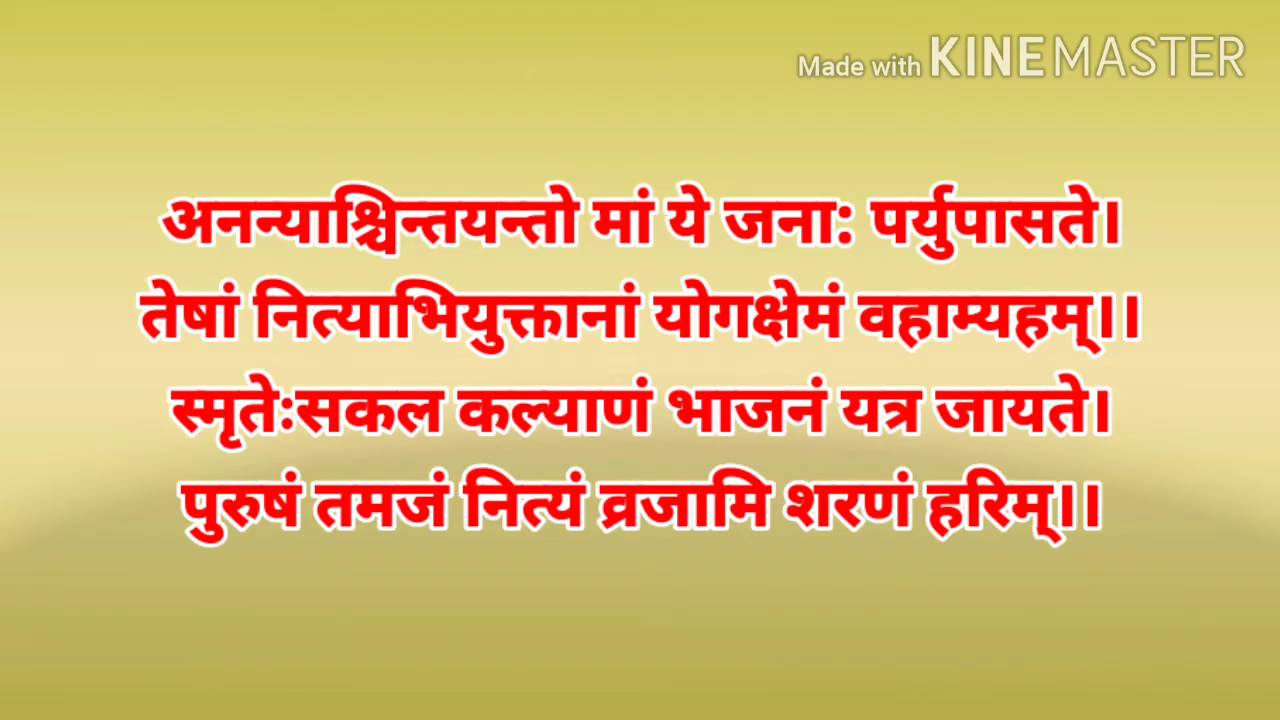 Made with KINEMASTER
अनन्याश्चिन्तयन्तो मां ये जना: पर्युपासते।
तेषां नित्याभियुक्तानां योगक्षेमं वहाम्यहम्।।
स्मृतेःसकल कल्याणं भाजनं यत्र जायते।
पुरुषं तमजं नित्यं व्रजामि शरणं हरिम्।।